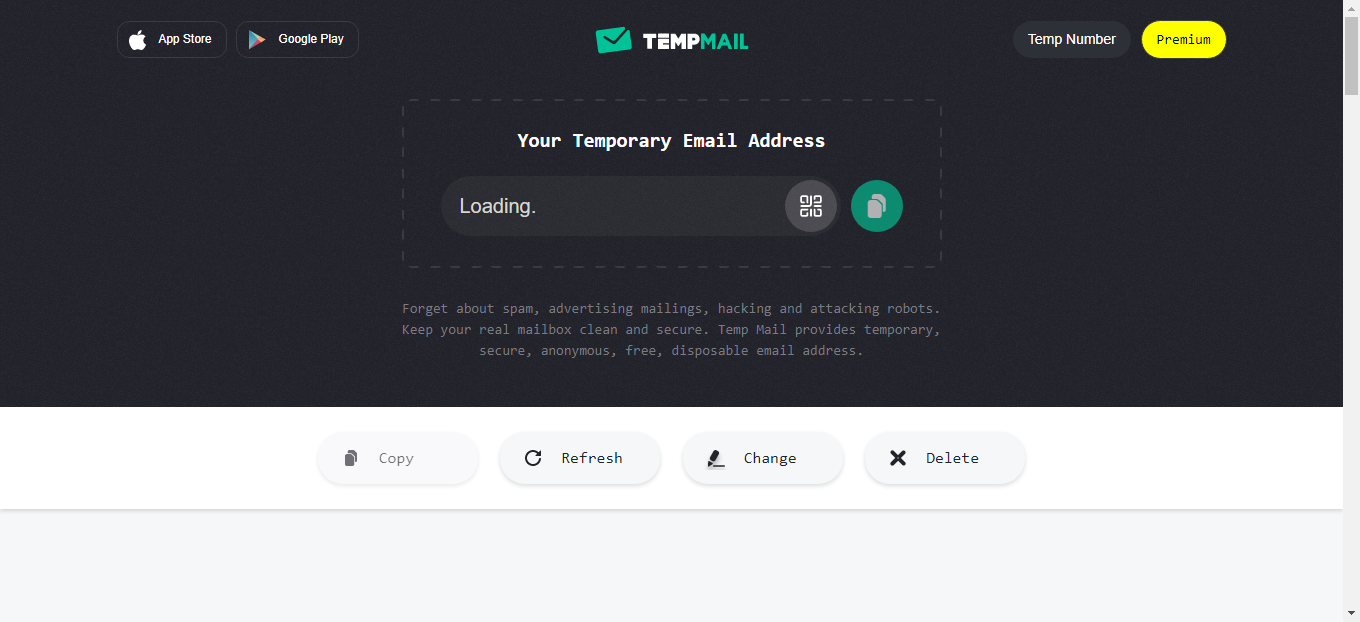 App Store
Google Play
TEMPMAIL
Temp Number
Premium
Your Temporary Email Address
Loading.
Forget about spam, advertising mailings, hacking and attacking robots.
Keep your real mailbox clean and secure. Temp Mail provides temporary,
secure, anonymous, free, disposable email address.
Copy
Refresh
Change
Delete